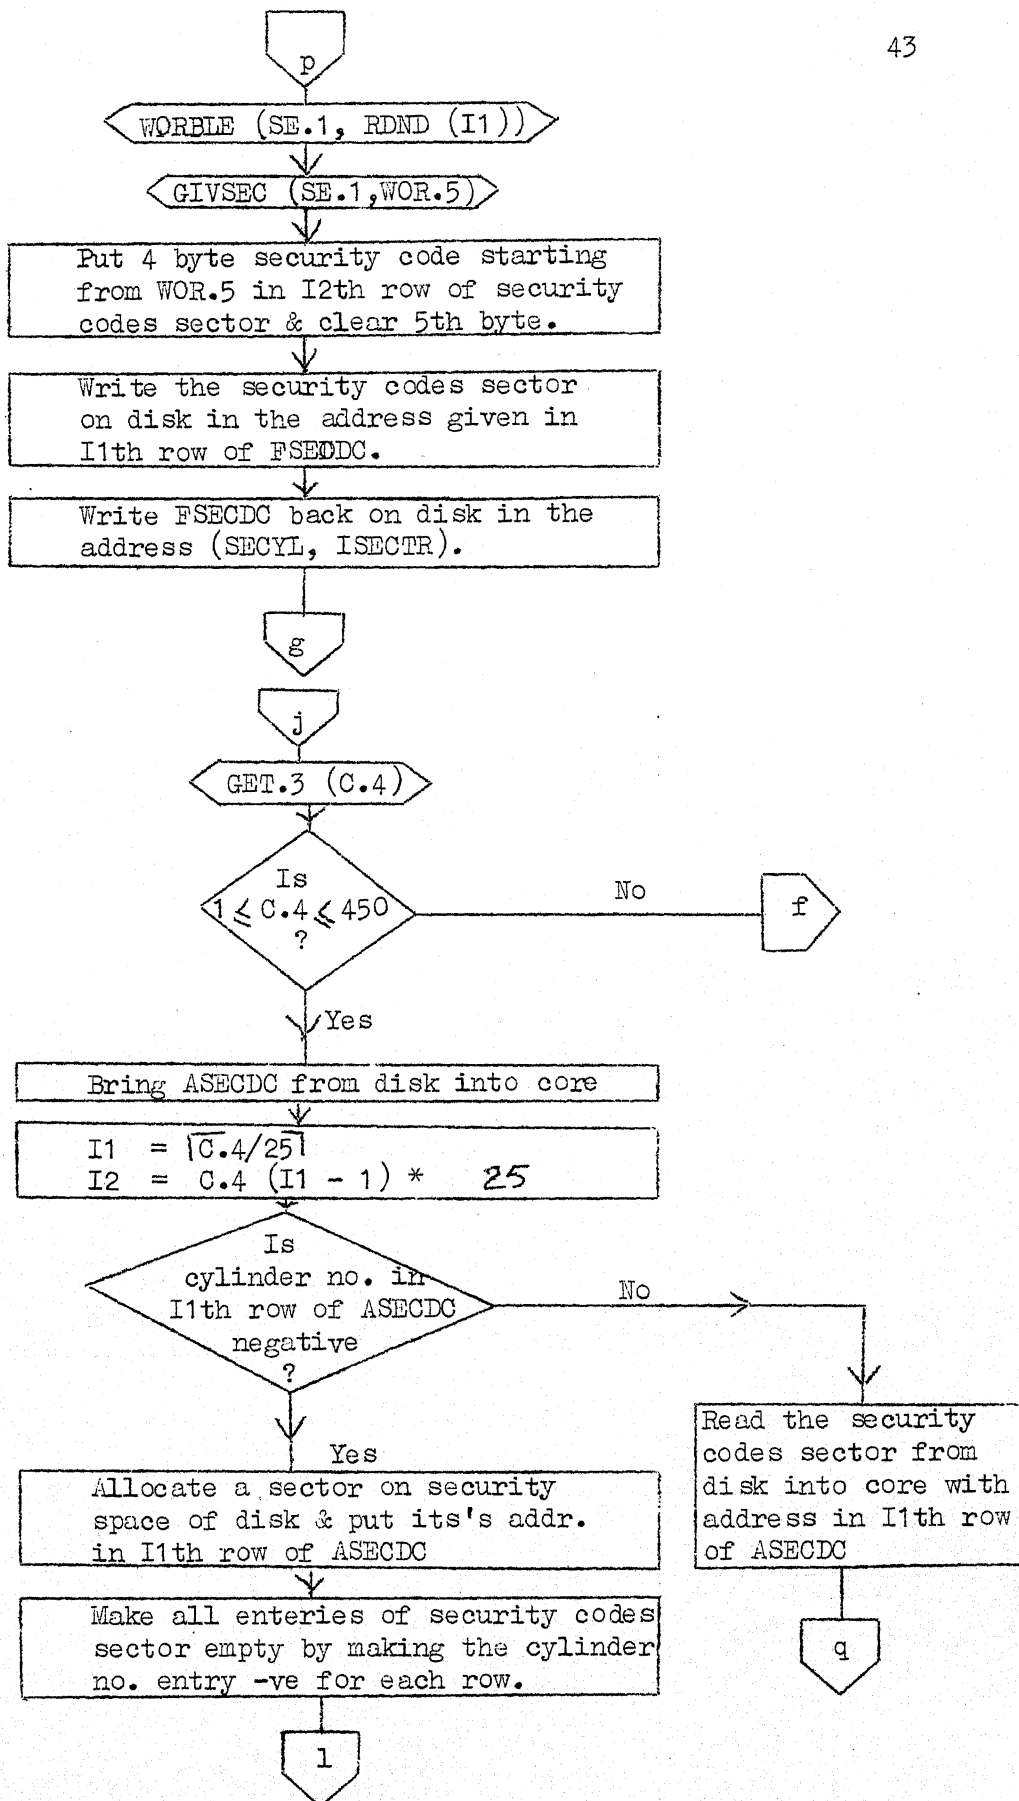 43
p
WORBLE (SE.1, RDND (I1))
GIVSEC (SE.1,WOR.5)
Put 4 byte security code starting
from WOR.5 in I2th row of security
codes sector & clear 5th byte.
Write the security codes sector
on disk in the address given in
I1th row of FSECDC.
Write FSECDC back on disk in the
address (SECYL, ISECTR).
g
j
GET.3 (C.4)
Is
1 ≤ C.4 ≤ 450
?
No
f
Yes
Bring ASECDC from disk into core
I1 = ⌈C.4/25⌉
I2 = C.4 (I1 - 1) * 25
Is
cylinder no. in
I1th row of ASECDC
negative
?
No
Yes
Read the security
codes sector from
disk into core with
address in I1th row
of ASECDC
Allocate a sector on security
space of disk & put its's addr.
in I1th row of ASECDC
Make all enteries of security codes
sector empty by making the cylinder
no. entry -ve for each row.
q
l